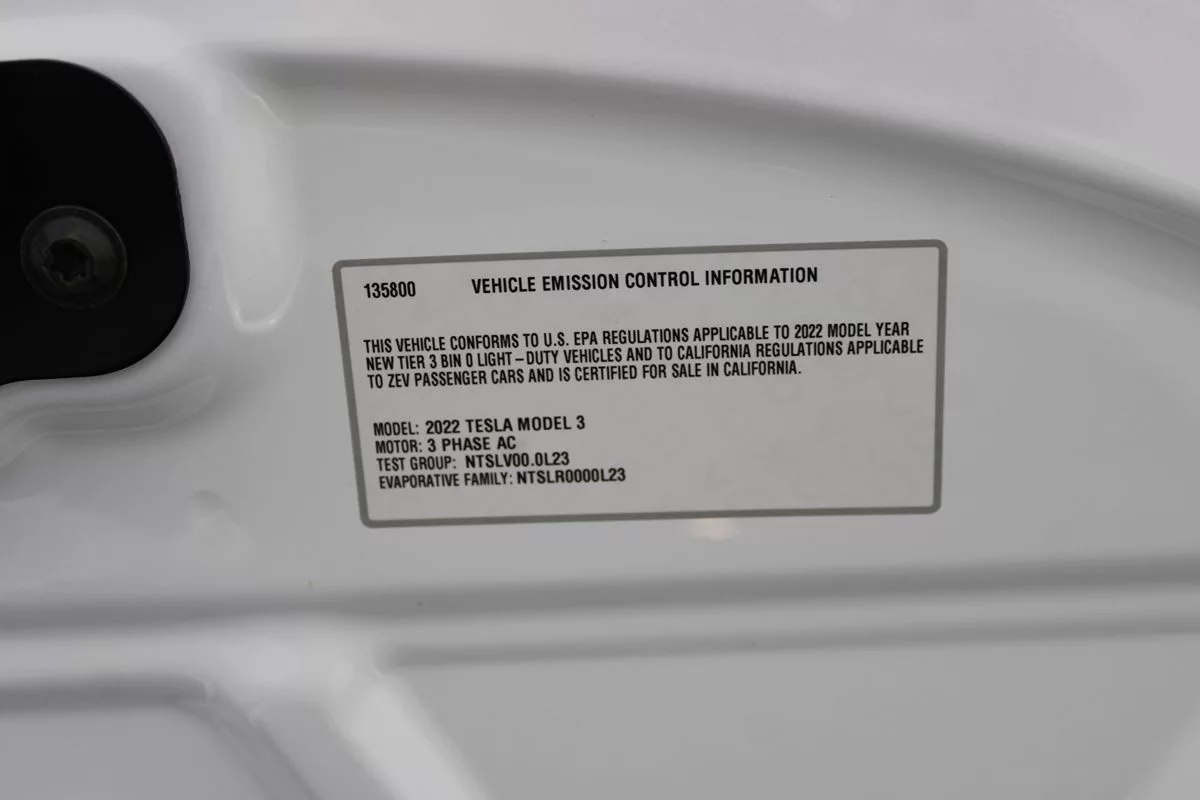 135800 VEHICLE EMISSION CONTROL INFORMATION
THIS VEHICLE CONFORMS TO U.S. EPA REGULATIONS APPLICABLE TO 2022 MODEL YEAR
NEW TIER 3 BIN 0 LIGHT-DUTY VEHICLES AND TO CALIFORNIA REGULATIONS APPLICABLE
TO ZEV PASSENGER CARS AND IS CERTIFIED FOR SALE IN CALIFORNIA.
MODEL: 2022 TESLA MODEL 3
MOTOR: 3 PHASE AC
TEST GROUP: NTSLV00.0L23
EVAPORATIVE FAMILY: NTSLR0000L23